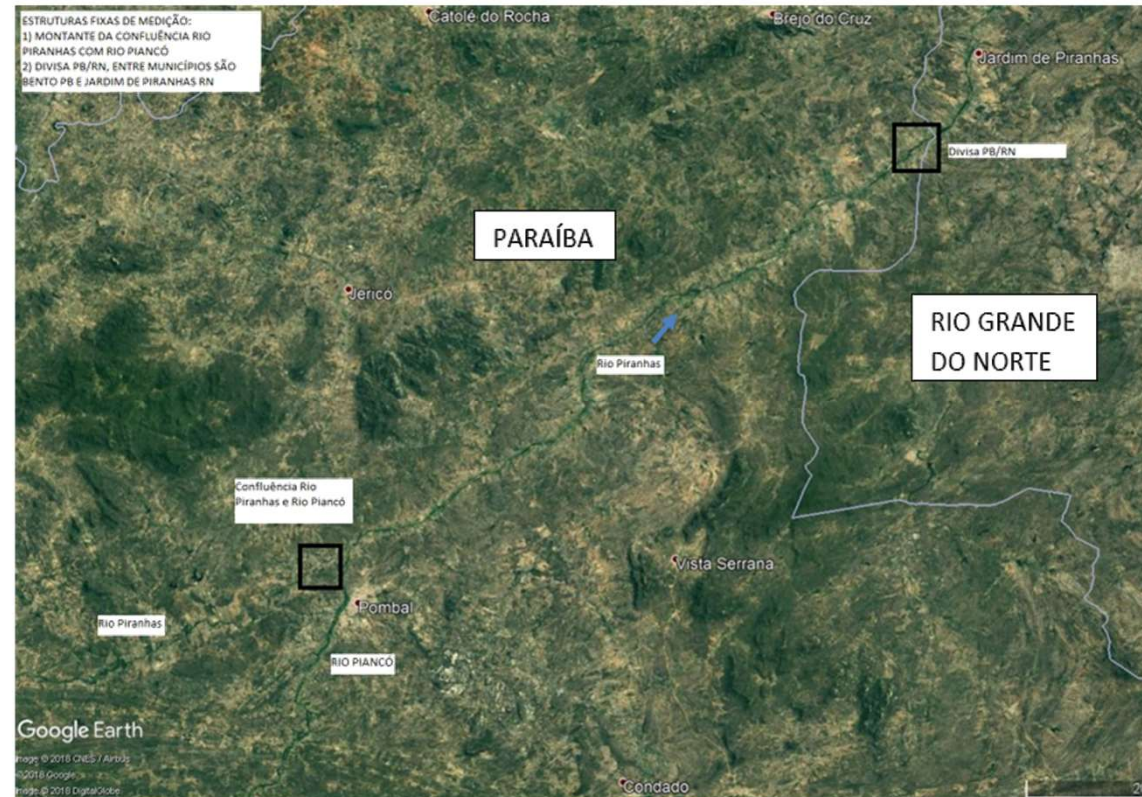 ESTRUTURAS FIXAS DE MEDIÇÃO:
1) MONTANTE DA CONFLUÊNCIA RIO
PIRANHAS COM RIO PIANCÓ
2) DIVISA PB/RN, ENTRE MUNICÍPIOS SÃO
BENTO PB E JARDIM DE PIRANHAS RN
Catolé do Rocha
Brejo do Cruz
Jardim de Piranhas
Divisa PB/RN
PARAÍBA
Jericó
RIO GRANDE
DO NORTE
Rio Piranhas
Confluência Rio
Piranhas e Rio Piancó
Vista Serrana
Pombal
Rio Piranhas
RIO PIANCÓ
Google Earth
Image © 2018 CNES / Airbus
© 2018 Google
Image © 2018 DigitalGlobe
Condado
2